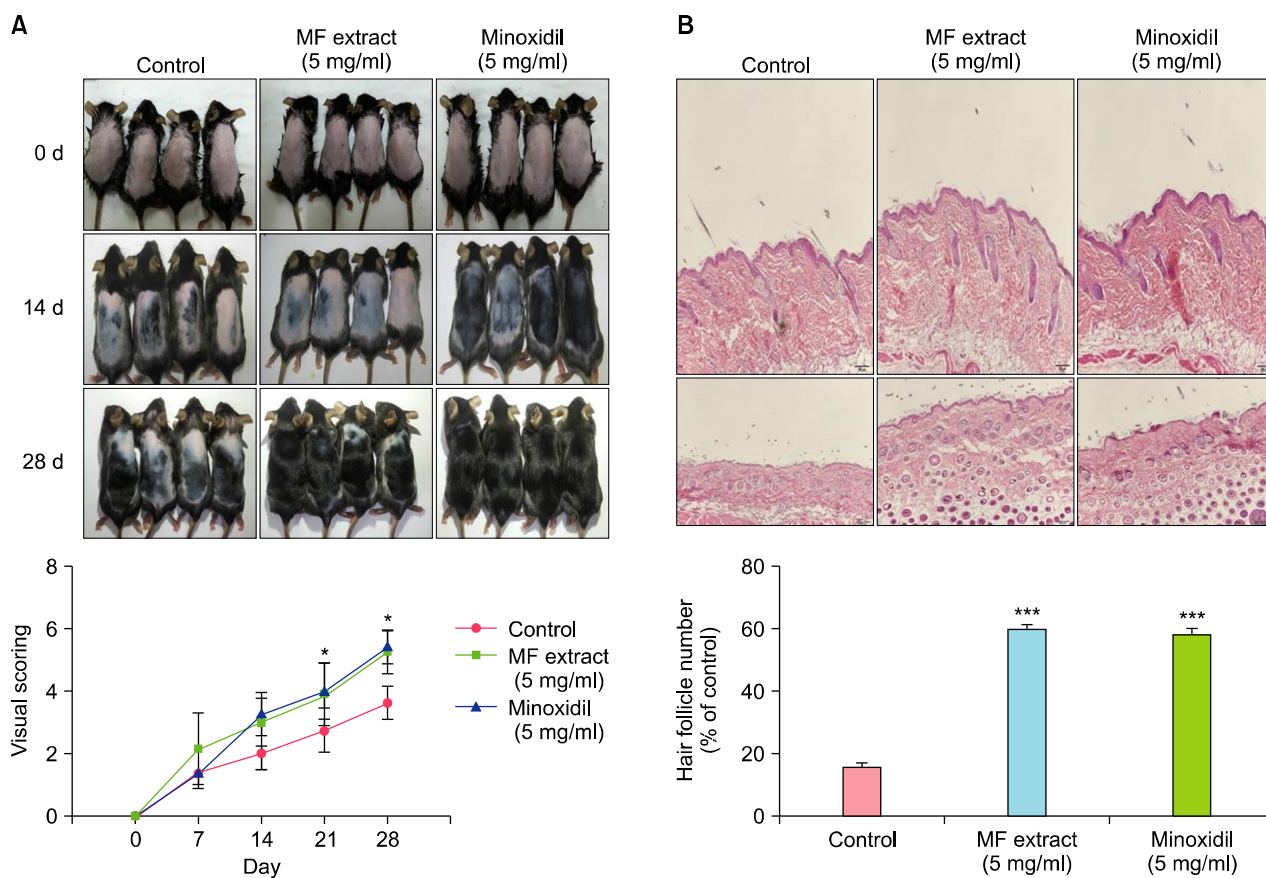 A
Control
MF extract
(5 mg/ml)
Minoxidil
(5 mg/ml)
0 d
14 d
28 d
8
6
4
2
0
Visual scoring
*
*
0 7 14 21 28
Day
Control
MF extract
(5 mg/ml)
Minoxidil
(5 mg/ml)
B
Control
MF extract
(5 mg/ml)
Minoxidil
(5 mg/ml)
80
60
40
20
0
Hair follicle number
(% of control)
***
***
Control
MF extract
(5 mg/ml)
Minoxidil
(5 mg/ml)